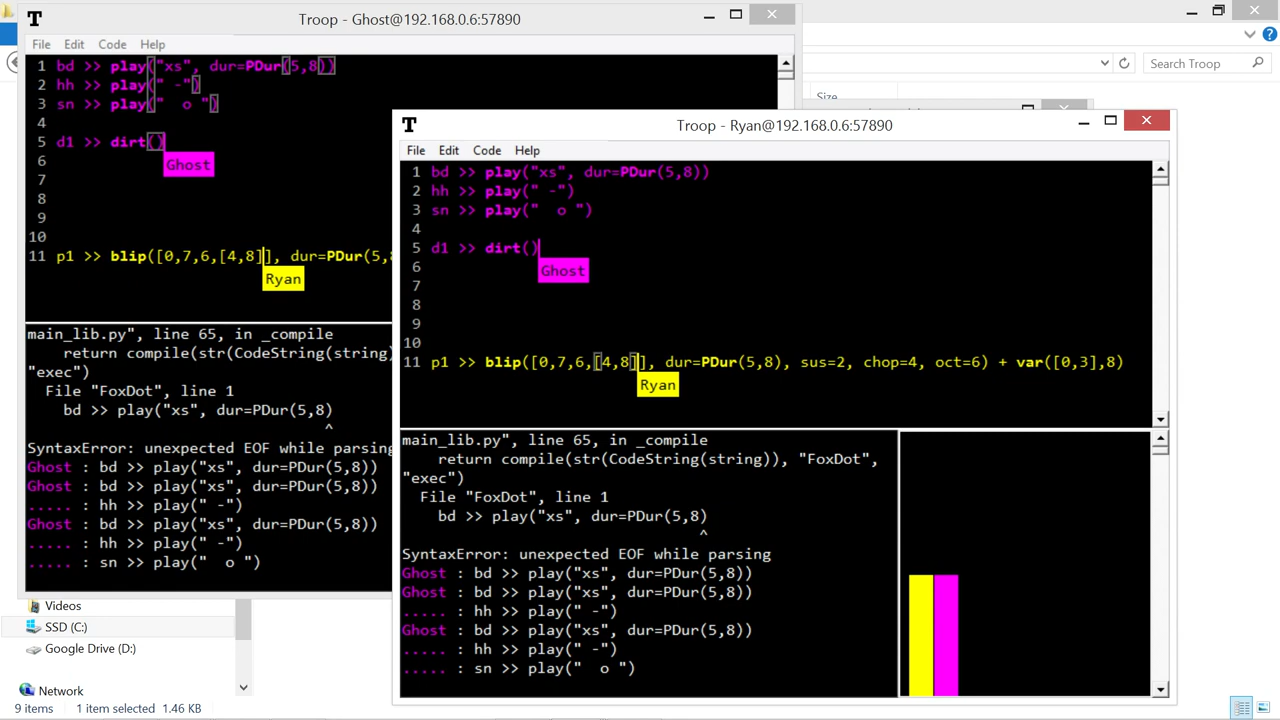 Troop - Ghost@192.168.0.6:57890
File Edit Code Help
1 bd >> play("xs", dur=PDur(5,8))
2 hh >> play(" -")
3 sn >> play("  o ")
4
5 d1 >> dirt()
6
Ghost
7
8
9
10
11 p1 >> blip([0,7,6,[4,8]], dur=PDur(5,8
Ryan
main_lib.py", line 65, in _compile
return compile(str(CodeString(string)
"exec")
File "FoxDot", line 1
bd >> play("xs", dur=PDur(5,8)
^
SyntaxError: unexpected EOF while parsing
Ghost : bd >> play("xs", dur=PDur(5,8))
Ghost : bd >> play("xs", dur=PDur(5,8))
..... : hh >> play(" -")
Ghost : bd >> play("xs", dur=PDur(5,8))
..... : hh >> play(" -")
..... : sn >> play("  o ")
Search Troop
Size
Troop - Ryan@192.168.0.6:57890
File Edit Code Help
1 bd >> play("xs", dur=PDur(5,8))
2 hh >> play(" -")
3 sn >> play("  o ")
4
5 d1 >> dirt()
6
Ghost
7
8
9
10
11 p1 >> blip([0,7,6,[4,8]], dur=PDur(5,8), sus=2, chop=4, oct=6) + var([0,3],8)
Ryan
main_lib.py", line 65, in _compile
return compile(str(CodeString(string)), "FoxDot",
"exec")
File "FoxDot", line 1
bd >> play("xs", dur=PDur(5,8)
^
SyntaxError: unexpected EOF while parsing
Ghost : bd >> play("xs", dur=PDur(5,8))
Ghost : bd >> play("xs", dur=PDur(5,8))
..... : hh >> play(" -")
Ghost : bd >> play("xs", dur=PDur(5,8))
..... : hh >> play(" -")
..... : sn >> play("  o ")
Videos
SSD (C:)
Google Drive (D:)
Network
9 items 1 item selected 1.46 KB